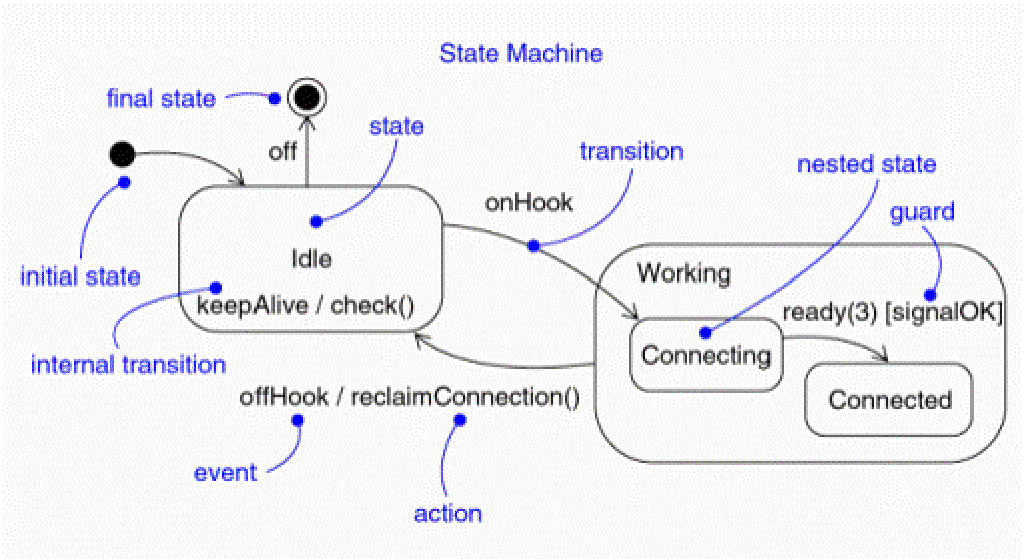 State Machine
final state
state
off
transition
nested state
onHook
guard
Idle
initial state
Working
keepAlive / check()
ready(3) [signalOK]
internal transition
Connecting
offHook / reclaimConnection()
Connected
event
action